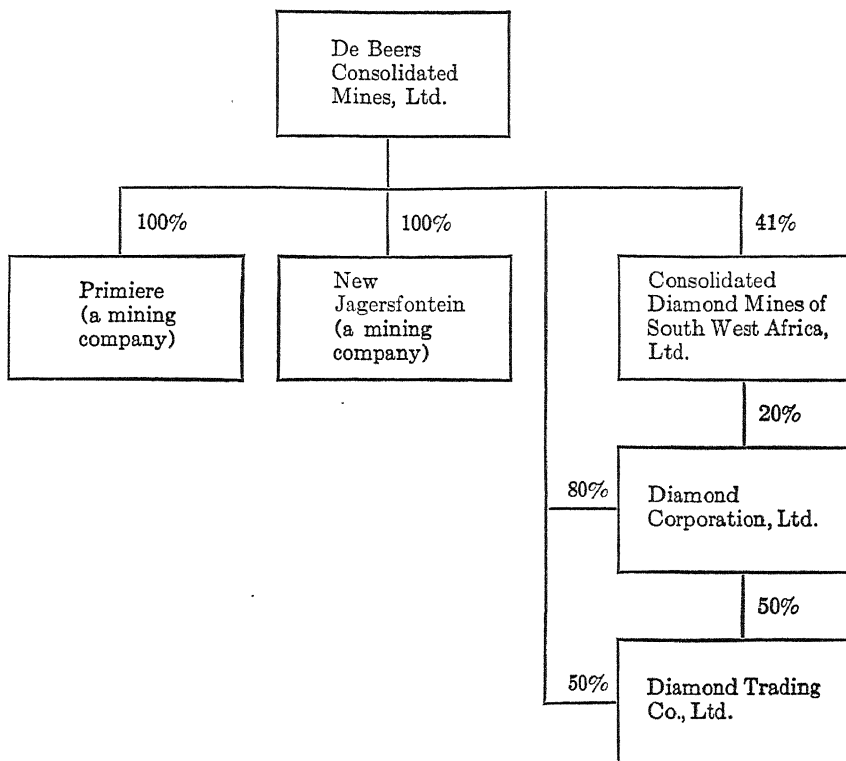 De Beers
Consolidated
Mines, Ltd.
100%
100%
41%
Primiere
(a mining
company)
New
Jagersfontein
(a mining
company)
Consolidated
Diamond Mines of
South West Africa,
Ltd.
20%
80%
Diamond
Corporation, Ltd.
50%
50%
Diamond Trading
Co., Ltd.